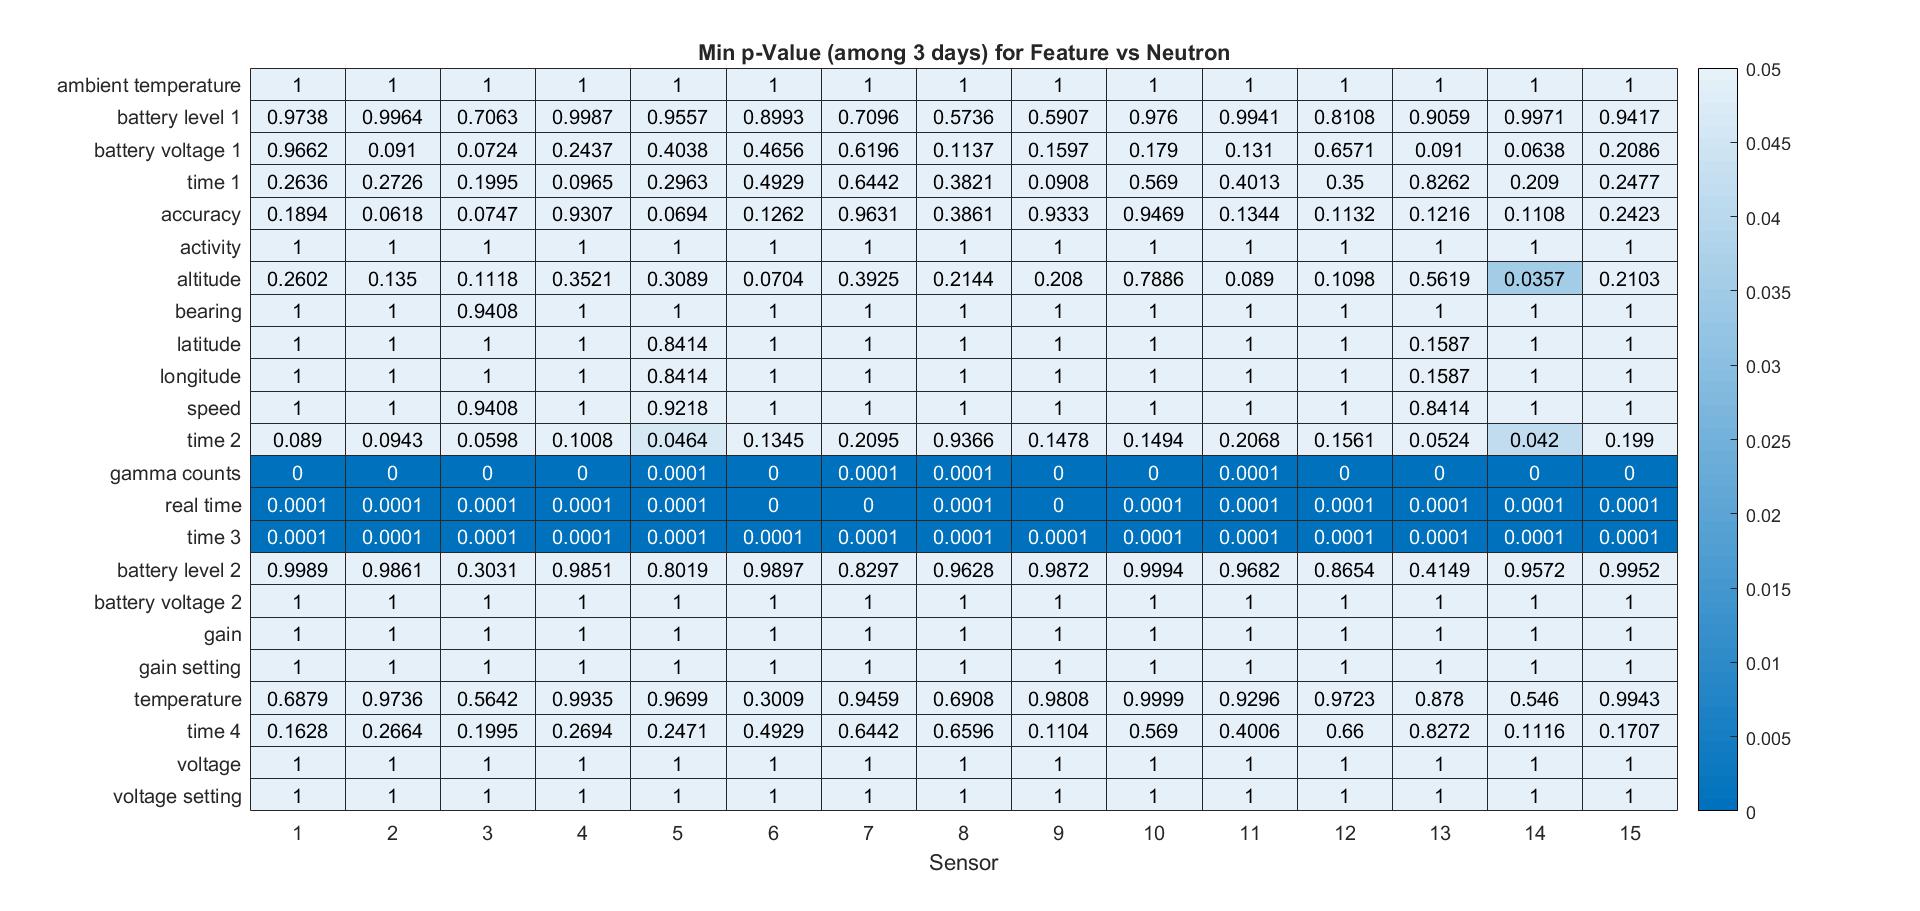 Min p-Value (among 3 days) for Feature vs Neutron
ambient temperature 1 1 1 1 1 1 1 1 1 1 1 1 1 1 1
battery level 1 0.9738 0.9964 0.7063 0.9987 0.9557 0.8993 0.7096 0.5736 0.5907 0.976 0.9941 0.8108 0.9059 0.9971 0.9417
battery voltage 1 0.9662 0.091 0.0724 0.2437 0.4038 0.4656 0.6196 0.1137 0.1597 0.179 0.131 0.6571 0.091 0.0638 0.2086
time 1 0.2636 0.2726 0.1995 0.0965 0.2963 0.4929 0.6442 0.3821 0.0908 0.569 0.4013 0.35 0.8262 0.209 0.2477
accuracy 0.1894 0.0618 0.0747 0.9307 0.0694 0.1262 0.9631 0.3861 0.9333 0.9469 0.1344 0.1132 0.1216 0.1108 0.2423
activity 1 1 1 1 1 1 1 1 1 1 1 1 1 1 1
altitude 0.2602 0.135 0.1118 0.3521 0.3089 0.0704 0.3925 0.2144 0.208 0.7886 0.089 0.1098 0.5619 0.0357 0.2103
bearing 1 1 0.9408 1 1 1 1 1 1 1 1 1 1 1 1
latitude 1 1 1 1 0.8414 1 1 1 1 1 1 1 0.1587 1 1
longitude 1 1 1 1 0.8414 1 1 1 1 1 1 1 0.1587 1 1
speed 1 1 0.9408 1 0.9218 1 1 1 1 1 1 1 0.8414 1 1
time 2 0.089 0.0943 0.0598 0.1008 0.0464 0.1345 0.2095 0.9366 0.1478 0.1494 0.2068 0.1561 0.0524 0.042 0.199
gamma counts 0 0 0 0 0.0001 0 0.0001 0.0001 0 0 0.0001 0 0 0 0
real time 0.0001 0.0001 0.0001 0.0001 0.0001 0 0 0.0001 0 0.0001 0.0001 0.0001 0.0001 0.0001 0.0001
time 3 0.0001 0.0001 0.0001 0.0001 0.0001 0.0001 0.0001 0.0001 0.0001 0.0001 0.0001 0.0001 0.0001 0.0001 0.0001
battery level 2 0.9989 0.9861 0.3031 0.9851 0.8019 0.9897 0.8297 0.9628 0.9872 0.9994 0.9682 0.8654 0.4149 0.9572 0.9952
battery voltage 2 1 1 1 1 1 1 1 1 1 1 1 1 1 1 1
gain 1 1 1 1 1 1 1 1 1 1 1 1 1 1 1
gain setting 1 1 1 1 1 1 1 1 1 1 1 1 1 1 1
temperature 0.6879 0.9736 0.5642 0.9935 0.9699 0.3009 0.9459 0.6908 0.9808 0.9999 0.9296 0.9723 0.878 0.546 0.9943
time 4 0.1628 0.2664 0.1995 0.2694 0.2471 0.4929 0.6442 0.6596 0.1104 0.569 0.4006 0.66 0.8272 0.1116 0.1707
voltage 1 1 1 1 1 1 1 1 1 1 1 1 1 1 1
voltage setting 1 1 1 1 1 1 1 1 1 1 1 1 1 1 1
1 2 3 4 5 6 7 8 9 10 11 12 13 14 15
Sensor
0.05
0.045
0.04
0.035
0.03
0.025
0.02
0.015
0.01
0.005
0